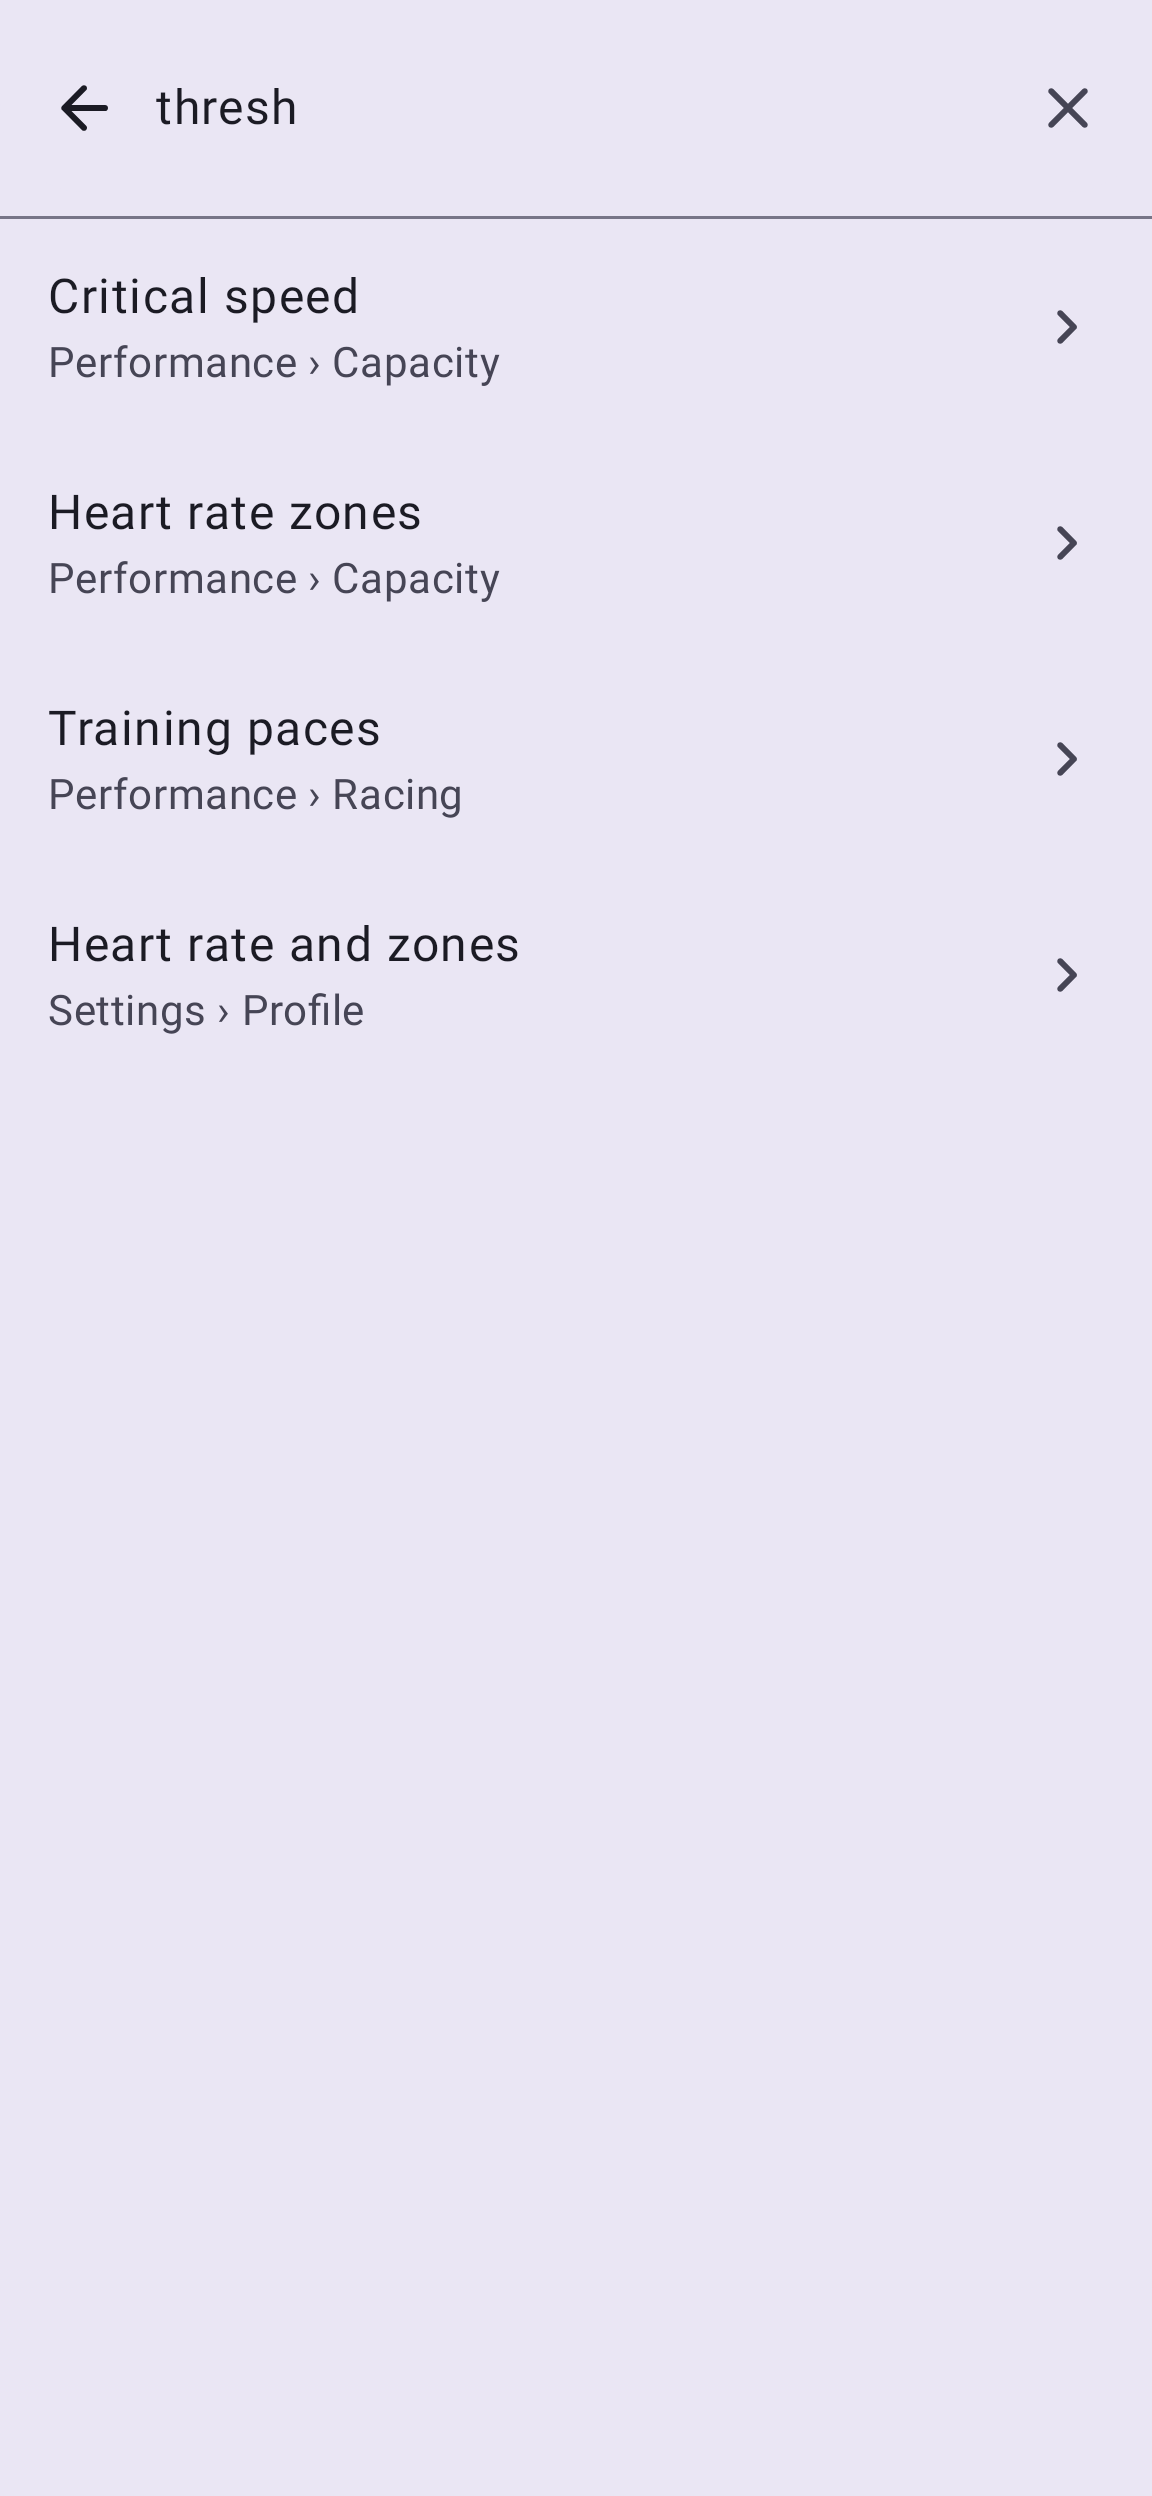 thresh
Critical speed
Performance › Capacity
Heart rate zones
Performance › Capacity
Training paces
Performance › Racing
Heart rate and zones
Settings › Profile